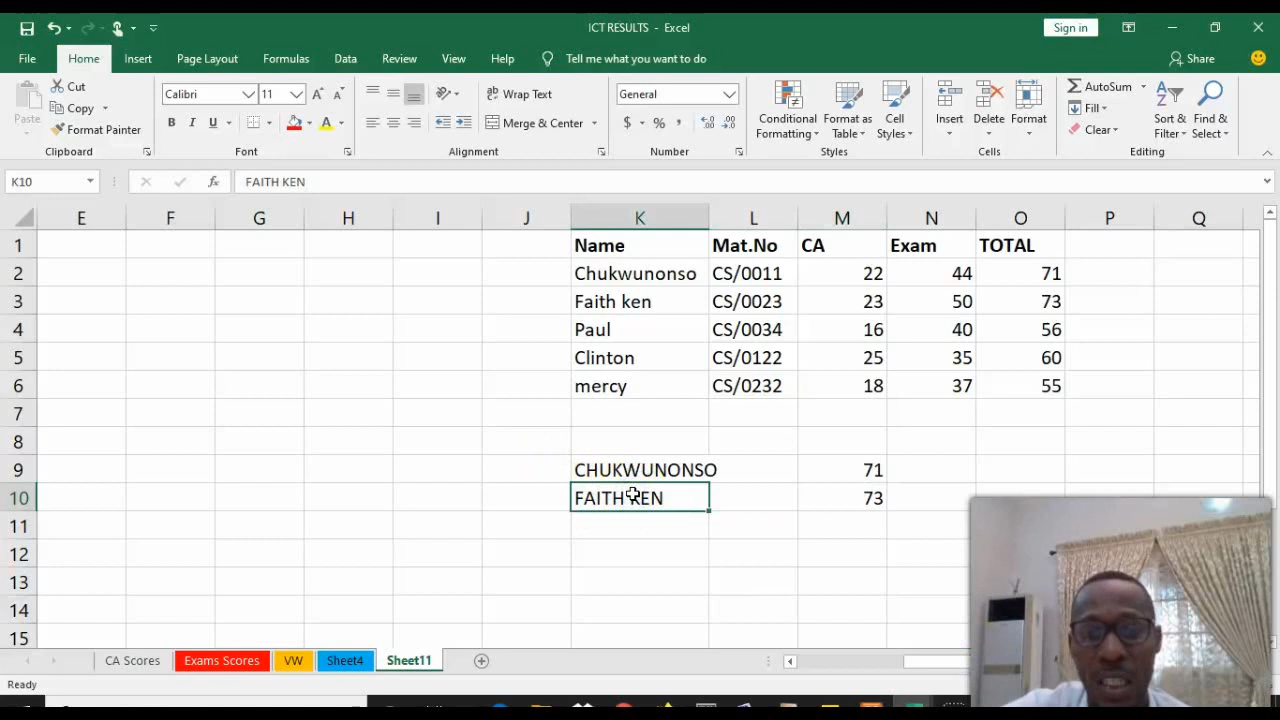 ICT RESULTS - Excel
Sign in
File Home Insert Page Layout Formulas Data Review View Help Tell me what you want to do Share
Paste
Cut
Copy
Format Painter
Clipboard
Calibri 11
B I U
Font
Wrap Text
Merge & Center
Alignment
General
$ % ,
Number
Conditional Formatting
Format as Table
Cell Styles
Styles
Insert
Delete
Format
Cells
AutoSum
Fill
Clear
Sort & Filter
Find & Select
Editing
K10 fx FAITH KEN
E F G H I J K L M N O P Q
1 Name Mat.No CA Exam TOTAL
2 Chukwunonso CS/0011 22 44 71
3 Faith ken CS/0023 23 50 73
4 Paul CS/0034 16 40 56
5 Clinton CS/0122 25 35 60
6 mercy CS/0232 18 37 55
7
8
9 CHUKWUNONSO 71
10 FAITH KEN 73
11
12
13
14
15
CA Scores Exams Scores VW Sheet4 Sheet11
Ready